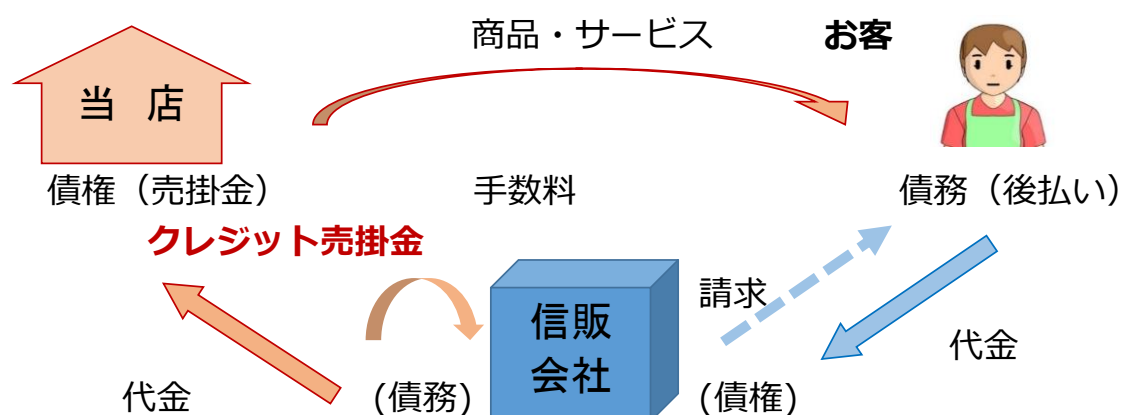 商品・サービス
お客
当 店
債権（売掛金）
手数料
債務（後払い）
クレジット売掛金
信販
会社
請求
代金
代金
(債務)
(債権)